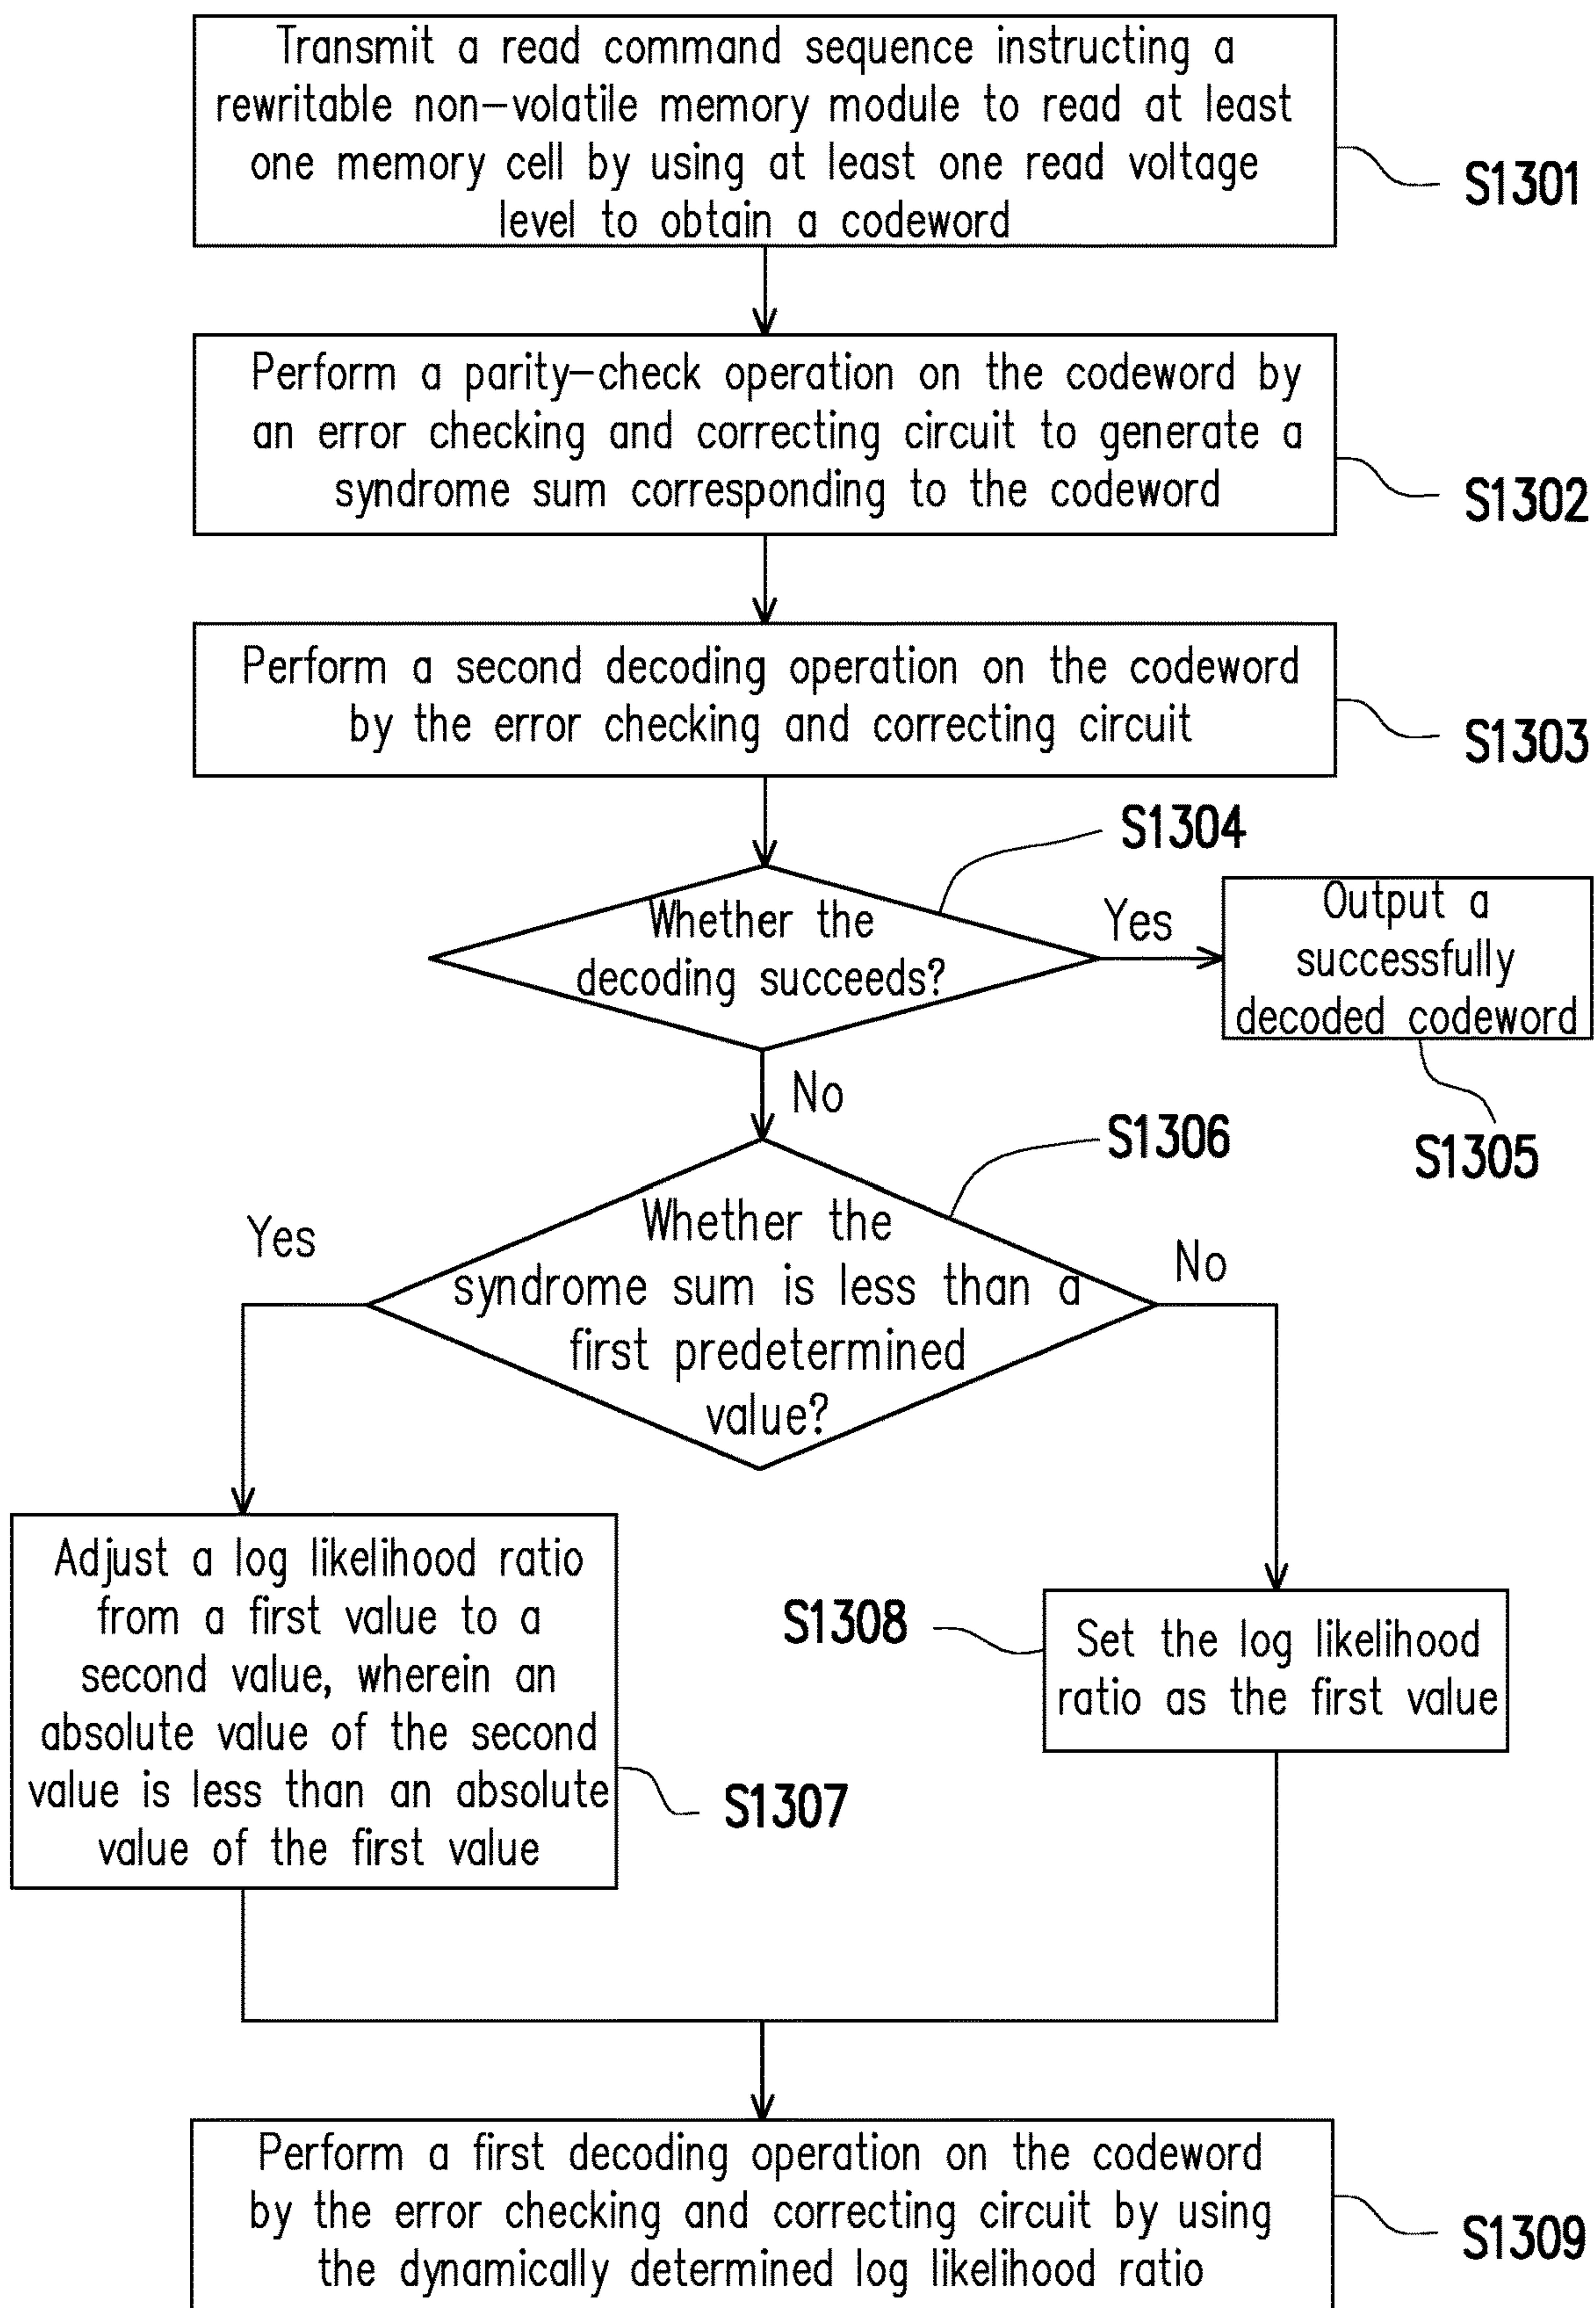 Transmit a read command sequence instructing a
rewritable non-volatile memory module to read at least
one memory cell by using at least one read voltage
level to obtain a codeword
S1301
Perform a parity-check operation on the codeword by
an error checking and correcting circuit to generate a
syndrome sum corresponding to the codeword
S1302
Perform a second decoding operation on the codeword
by the error checking and correcting circuit
S1303
S1304
Whether the
decoding succeeds?
Yes
Output a
successfully
decoded codeword
S1305
No
S1306
Whether the
syndrome sum is less than a
first predetermined
value?
Yes
No
Adjust a log likelihood ratio
from a first value to a
second value, wherein an
absolute value of the second
value is less than an absolute
value of the first value
S1307
S1308
Set the log likelihood
ratio as the first value
Perform a first decoding operation on the codeword
by the error checking and correcting circuit by using
the dynamically determined log likelihood ratio
S1309